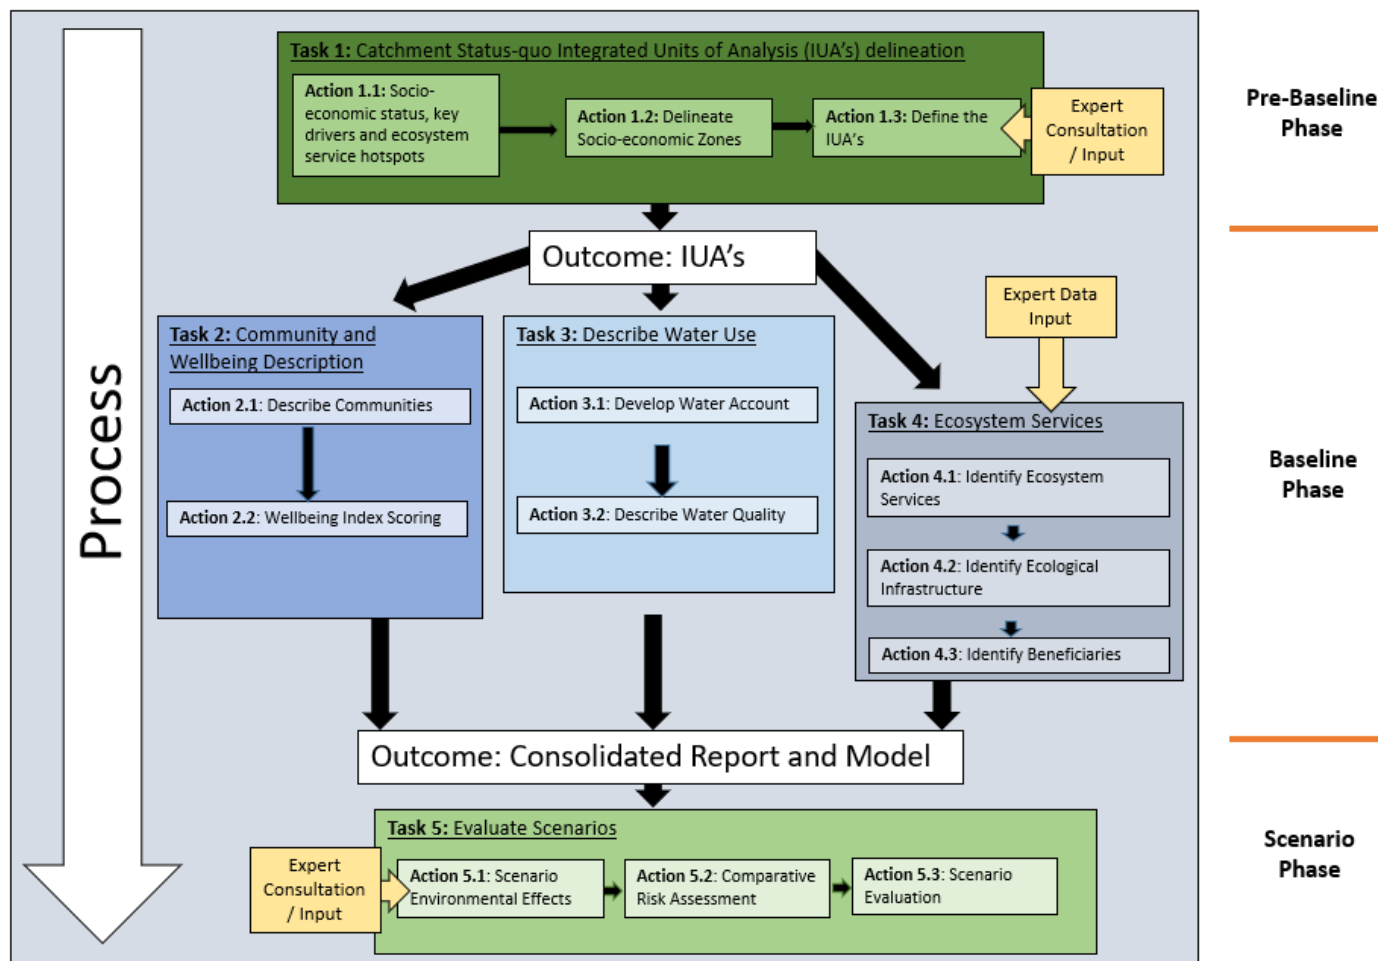 Task 1: Catchment Status-quo Integrated Units of Analysis (IUA's) delineation
Action 1.1: Socio-
economic status, key
drivers and ecosystem
service hotspots
Action 1.2: Delineate
Socio-economic Zones
Action 1.3: Define the
IUA's
Expert
Consultation
/ Input
Pre-Baseline
Phase
Outcome: IUA's
Expert Data
Input
Process
Task 2: Community and
Wellbeing Description
Action 2.1: Describe Communities
Action 2.2: Wellbeing Index Scoring
Task 3: Describe Water Use
Action 3.1: Develop Water Account
Action 3.2: Describe Water Quality
Task 4: Ecosystem Services
Action 4.1: Identify Ecosystem
Services
Action 4.2: Identify Ecological
Infrastructure
Action 4.3: Identify Beneficiaries
Baseline
Phase
Outcome: Consolidated Report and Model
Task 5: Evaluate Scenarios
Expert
Consultation
/ Input
Action 5.1: Scenario
Environmental Effects
Action 5.2: Comparative
Risk Assessment
Action 5.3: Scenario
Evaluation
Scenario
Phase